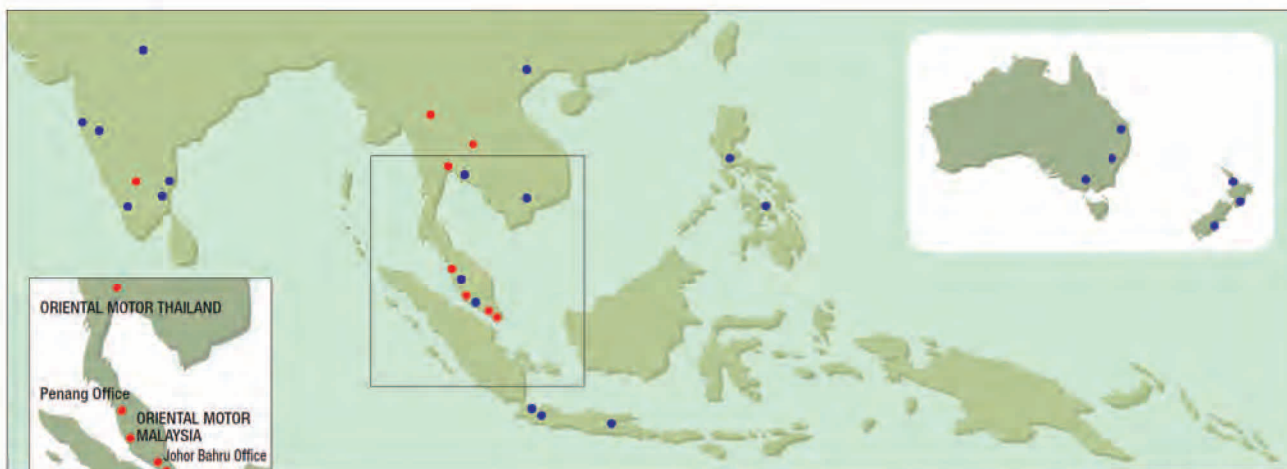 ORIENTAL MOTOR THAILAND
Penang Office
ORIENTAL MOTOR
MALAYSIA
Johor Bahru Office